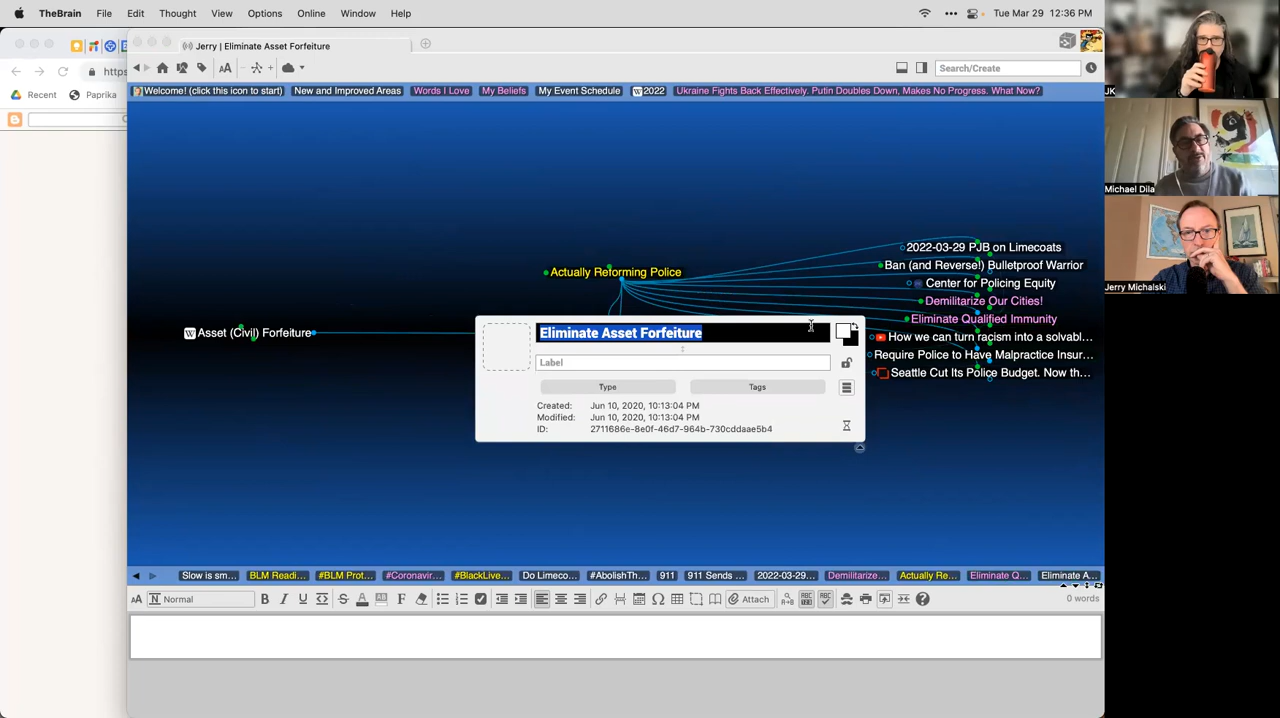 TheBrain File Edit Thought View Options Online Window Help
Tue Mar 29 12:36 PM
Jerry | Eliminate Asset Forfeiture
https
Search/Create
Recent Paprika
Welcome! (click this icon to start) New and Improved Areas Words I Love My Beliefs My Event Schedule 2022 Ukraine Fights Back Effectively. Putin Doubles Down, Makes No Progress. What Now?
JK
Michael Dila
Jerry Michalski
2022-03-29 PJB on Limecoats
Ban (and Reverse!) Bulletproof Warrior
Actually Reforming Police
Center for Policing Equity
Demilitarize Our Cities!
Eliminate Qualified Immunity
Asset (Civil) Forfeiture
Eliminate Asset Forfeiture
How we can turn racism into a solvabl...
Require Police to Have Malpractice Insur...
Seattle Cut Its Police Budget. Now th...
Label
Type Tags
Created: Jun 10, 2020, 10:13:04 PM
Modified: Jun 10, 2020, 10:13:04 PM
ID: 2711686e-8e0f-46d7-964b-730cddaae5b4
Slow is sm... BLM Readi... #BLM Prot... #Coronavir... #BlackLive... Do Limeco... #AbolishTh... 911 911 Sends ... 2022-03-29... Demilitarize... Actually Re... Eliminate Q... Eliminate A...
AA N Normal B I U S A T Attach 0 words